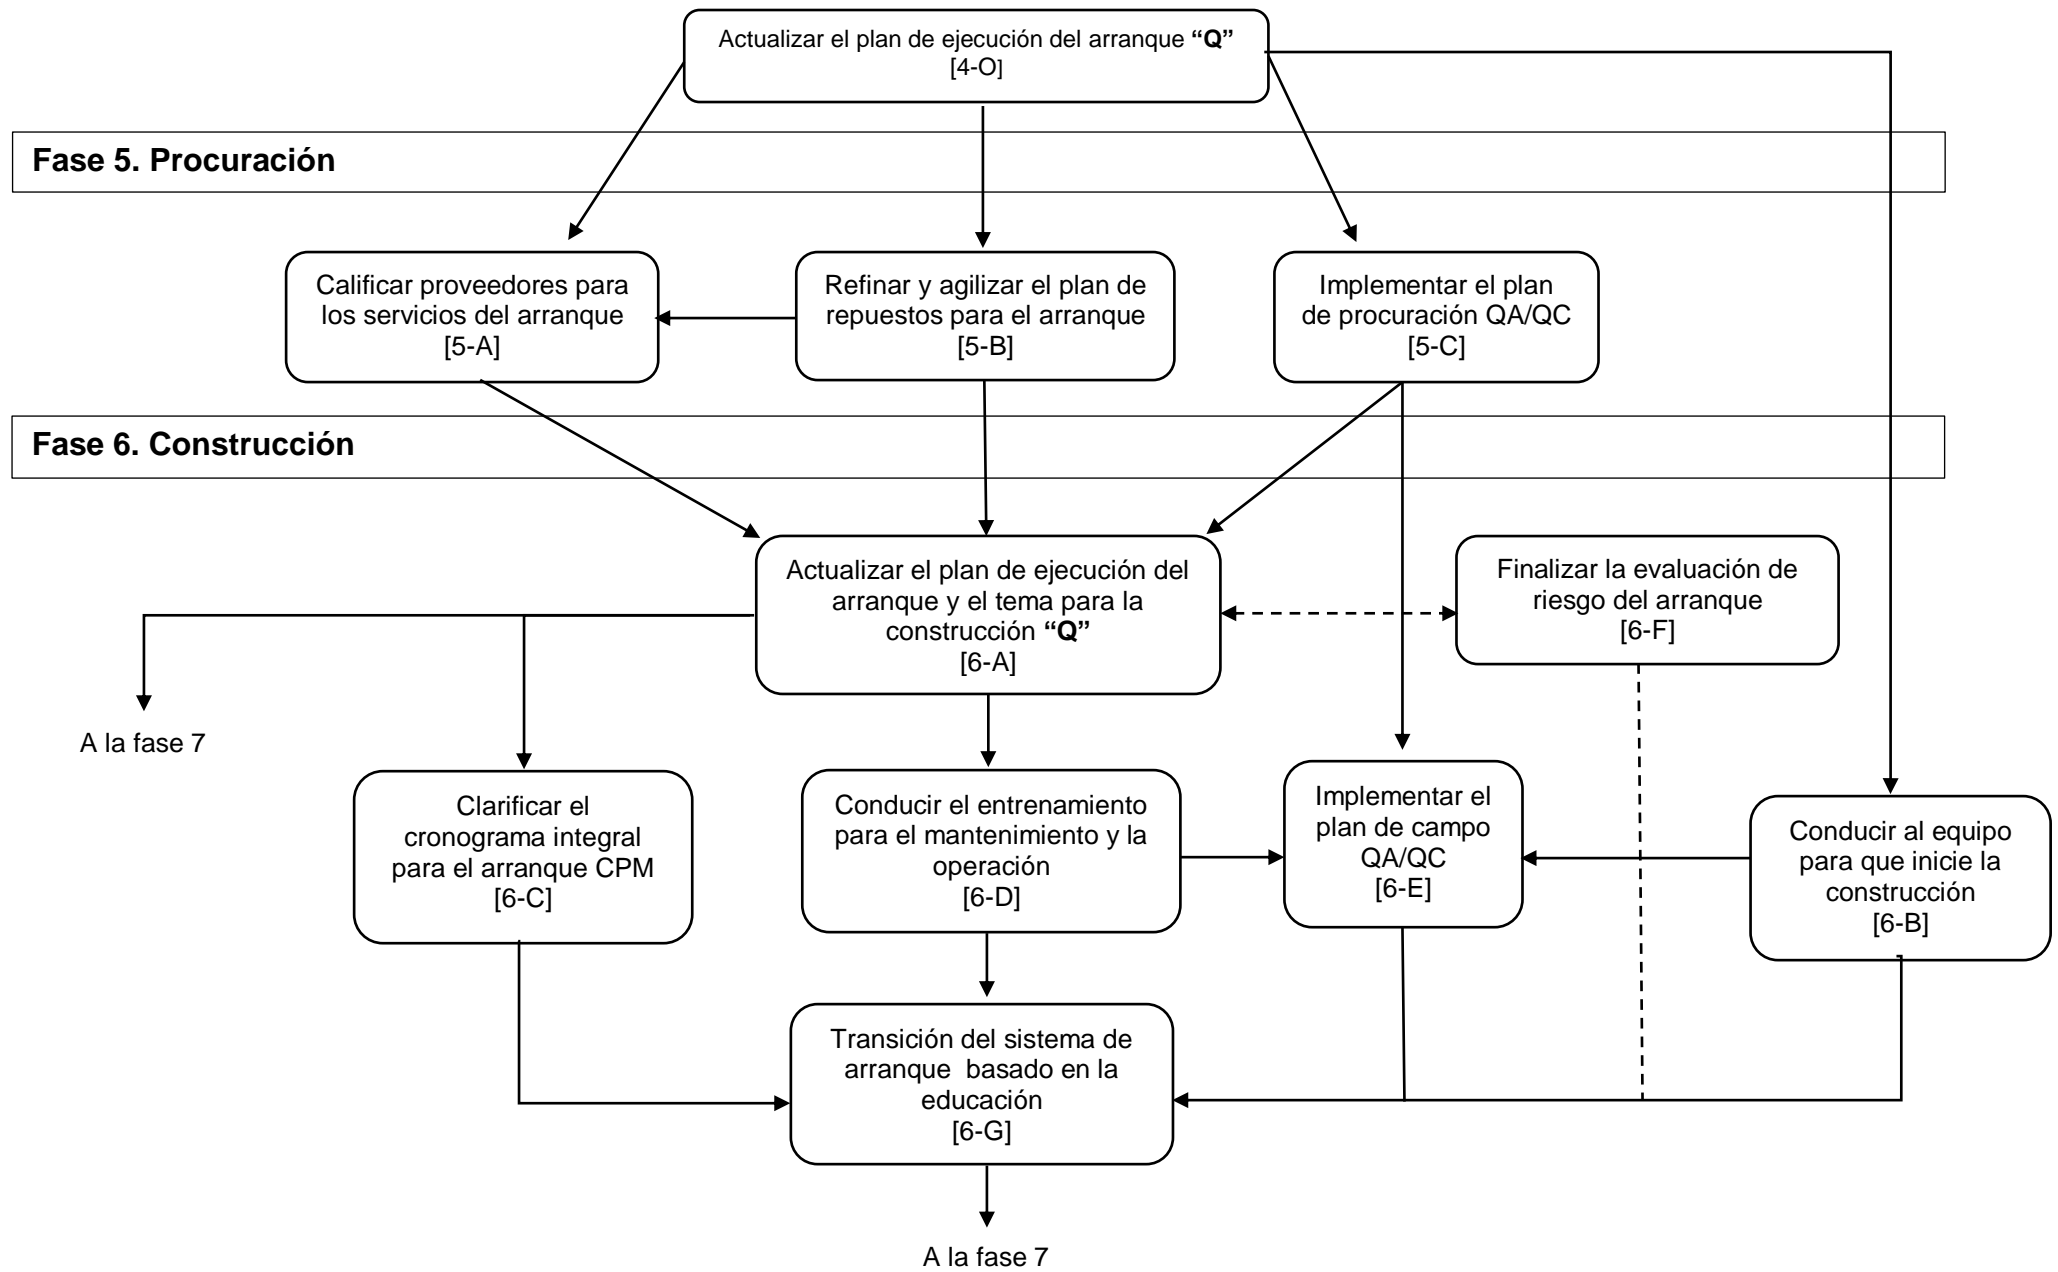 Actualizar el plan de ejecución del arranque “Q”
[4-O]
Fase 5. Procuración
Calificar proveedores para
los servicios del arranque
[5-A]
Refinar y agilizar el plan de
repuestos para el arranque
[5-B]
Implementar el plan
de procuración QA/QC
[5-C]
Fase 6. Construcción
Actualizar el plan de ejecución del
arranque y el tema para la
construcción “Q”
[6-A]
Finalizar la evaluación de
riesgo del arranque
[6-F]
A la fase 7
Clarificar el
cronograma integral
para el arranque CPM
[6-C]
Conducir el entrenamiento
para el mantenimiento y la
operación
[6-D]
Implementar el
plan de campo
QA/QC
[6-E]
Conducir al equipo
para que inicie la
construcción
[6-B]
Transición del sistema de
arranque  basado en la
educación
[6-G]
A la fase 7